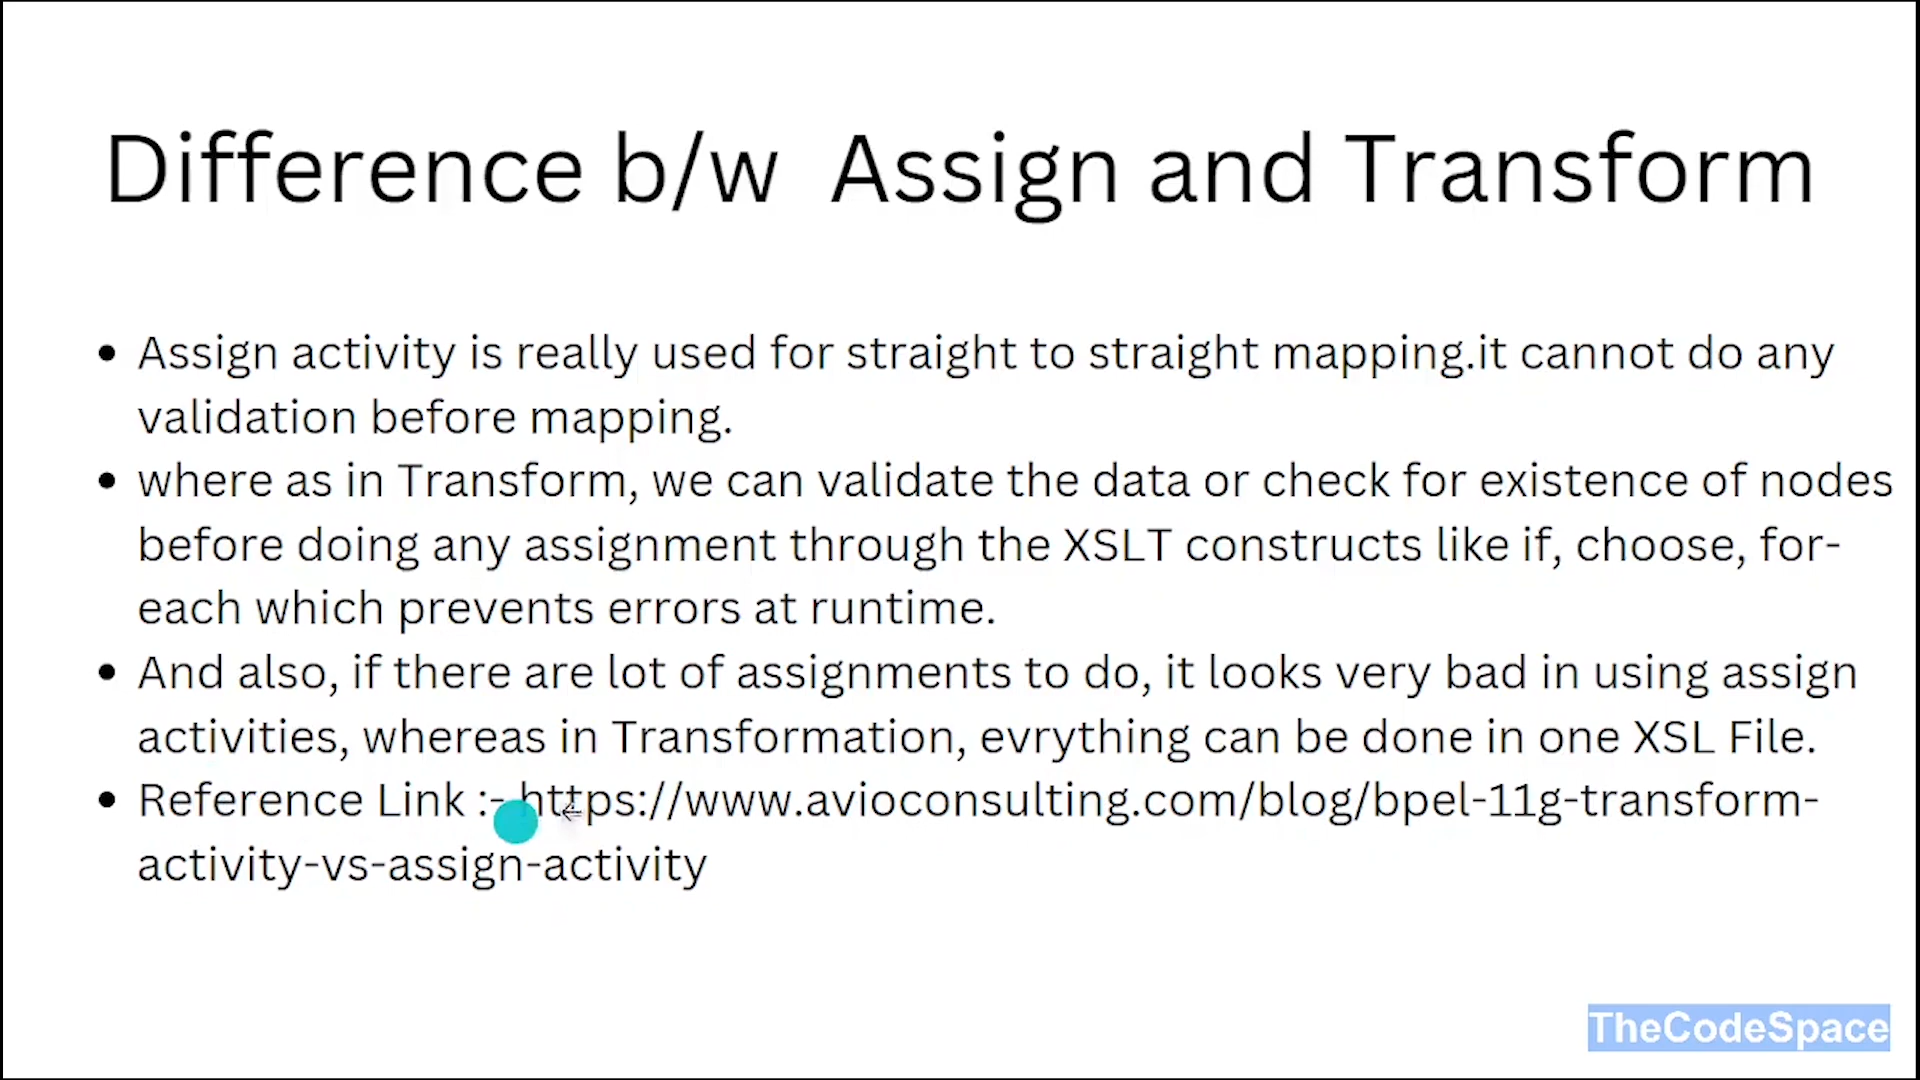 Difference b/w Assign and Transform
• Assign activity is really used for straight to straight mapping.it cannot do any
validation before mapping.
• where as in Transform, we can validate the data or check for existence of nodes
before doing any assignment through the XSLT constructs like if, choose, for-
each which prevents errors at runtime.
• And also, if there are lot of assignments to do, it looks very bad in using assign
activities, whereas in Transformation, evrything can be done in one XSL File.
• Reference Link :- https://www.avioconsulting.com/blog/bpel-11g-transform-
activity-vs-assign-activity
TheCodeSpace